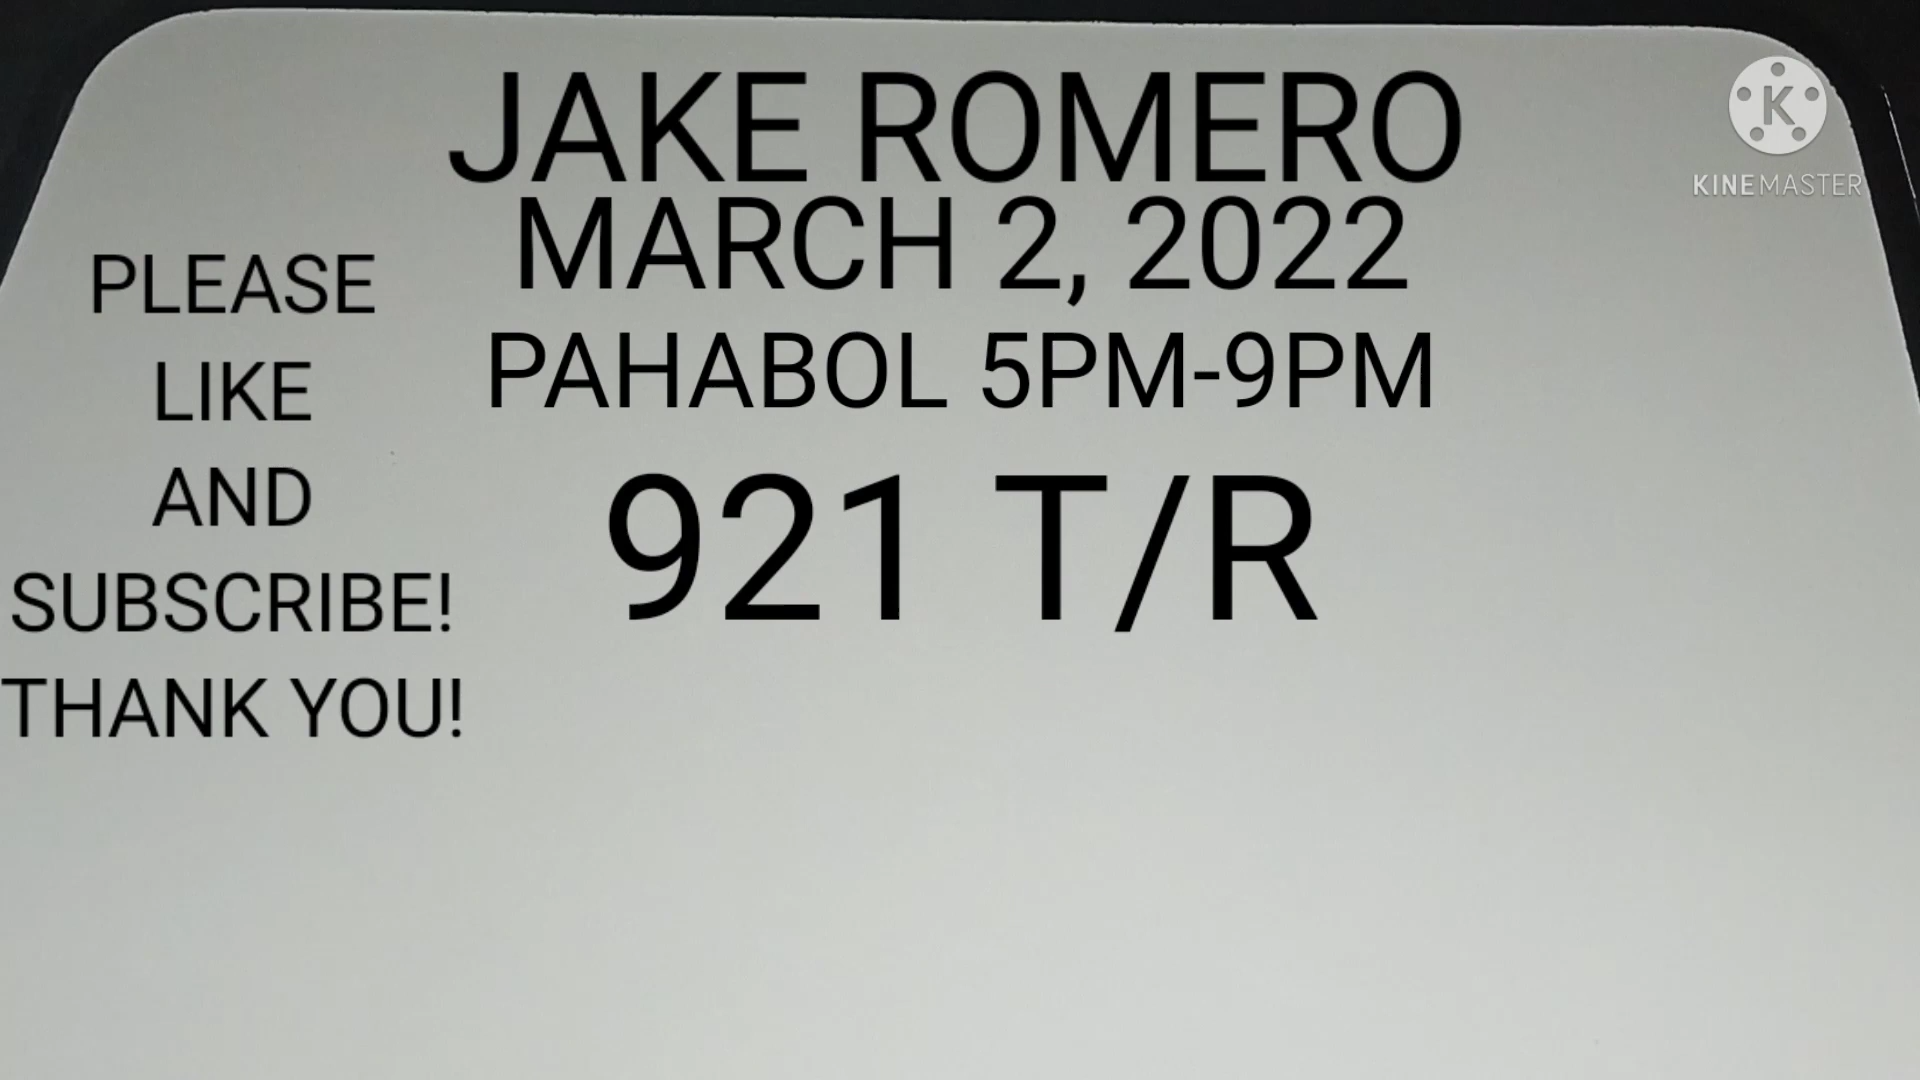 JAKE ROMERO
MARCH 2, 2022
PAHABOL 5PM-9PM
921 T/R
PLEASE
LIKE
AND
SUBSCRIBE!
THANK YOU!
K
KINEMASTER